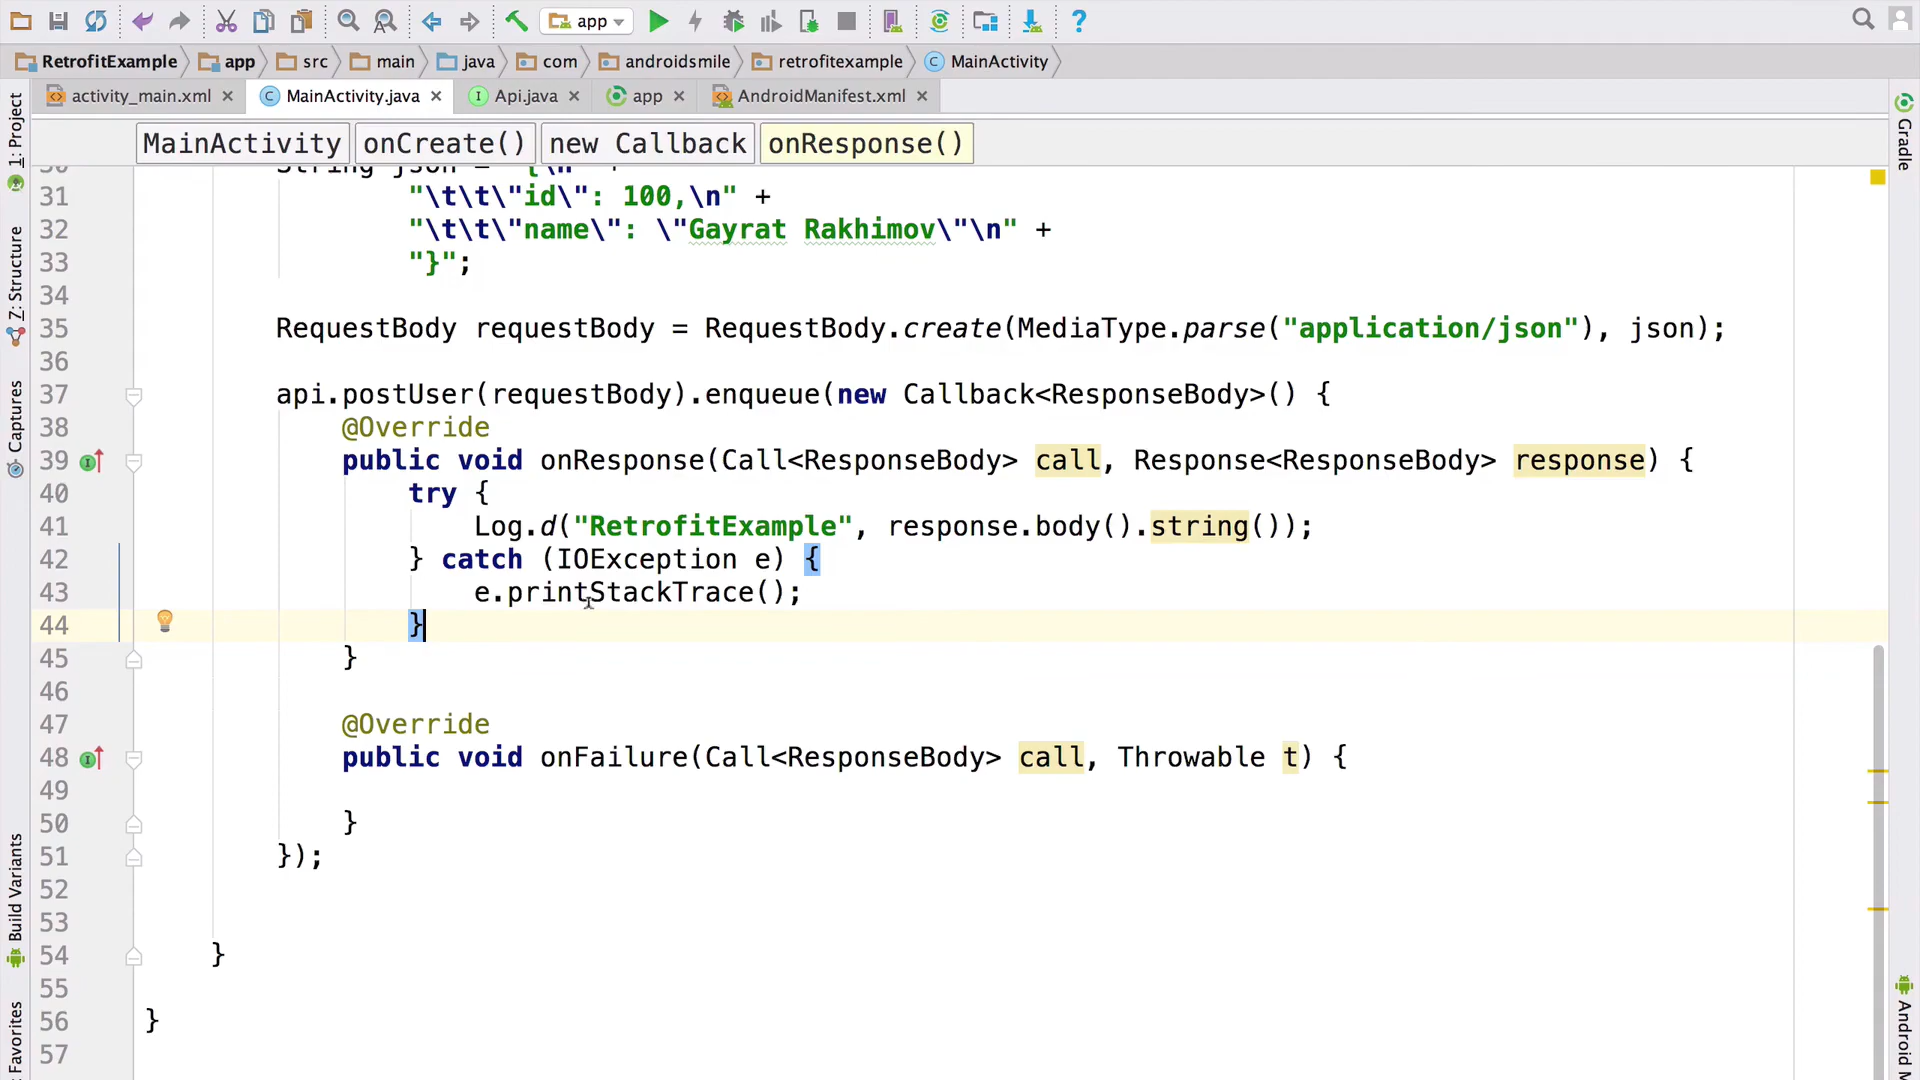 app
RetrofitExample app src main java com androidsmile retrofitexample MainActivity
activity_main.xml MainActivity.java Api.java app AndroidManifest.xml
MainActivity onCreate() new Callback onResponse()
1: Project
Z: Structure
Captures
Build Variants
Favorites
Gradle
Android M
30 String json = "{\n" +
31 "\t\t\"id\": 100,\n" +
32 "\t\t\"name\": \"Gayrat Rakhimov\"\n" +
33 "}";
34
35 RequestBody requestBody = RequestBody.create(MediaType.parse("application/json"), json);
36
37 api.postUser(requestBody).enqueue(new Callback<ResponseBody>() {
38 @Override
39 public void onResponse(Call<ResponseBody> call, Response<ResponseBody> response) {
40 try {
41 Log.d("RetrofitExample", response.body().string());
42 } catch (IOException e) {
43 e.printStackTrace();
44 }
45 }
46
47 @Override
48 public void onFailure(Call<ResponseBody> call, Throwable t) {
49
50 }
51 });
52
53
54 }
55
56 }
57